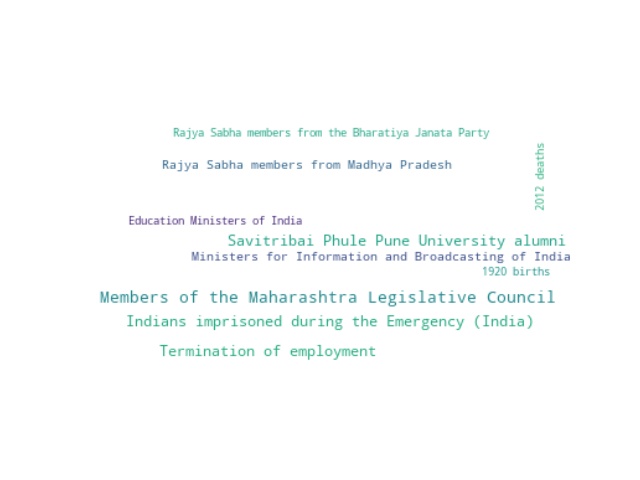 Rajya Sabha members from the Bharatiya Janata Party
2012 deaths
Rajya Sabha members from Madhya Pradesh
Education Ministers of India
Savitribai Phule Pune University alumni
Ministers for Information and Broadcasting of India
1920 births
Members of the Maharashtra Legislative Council
Indians imprisoned during the Emergency (India)
Termination of employment